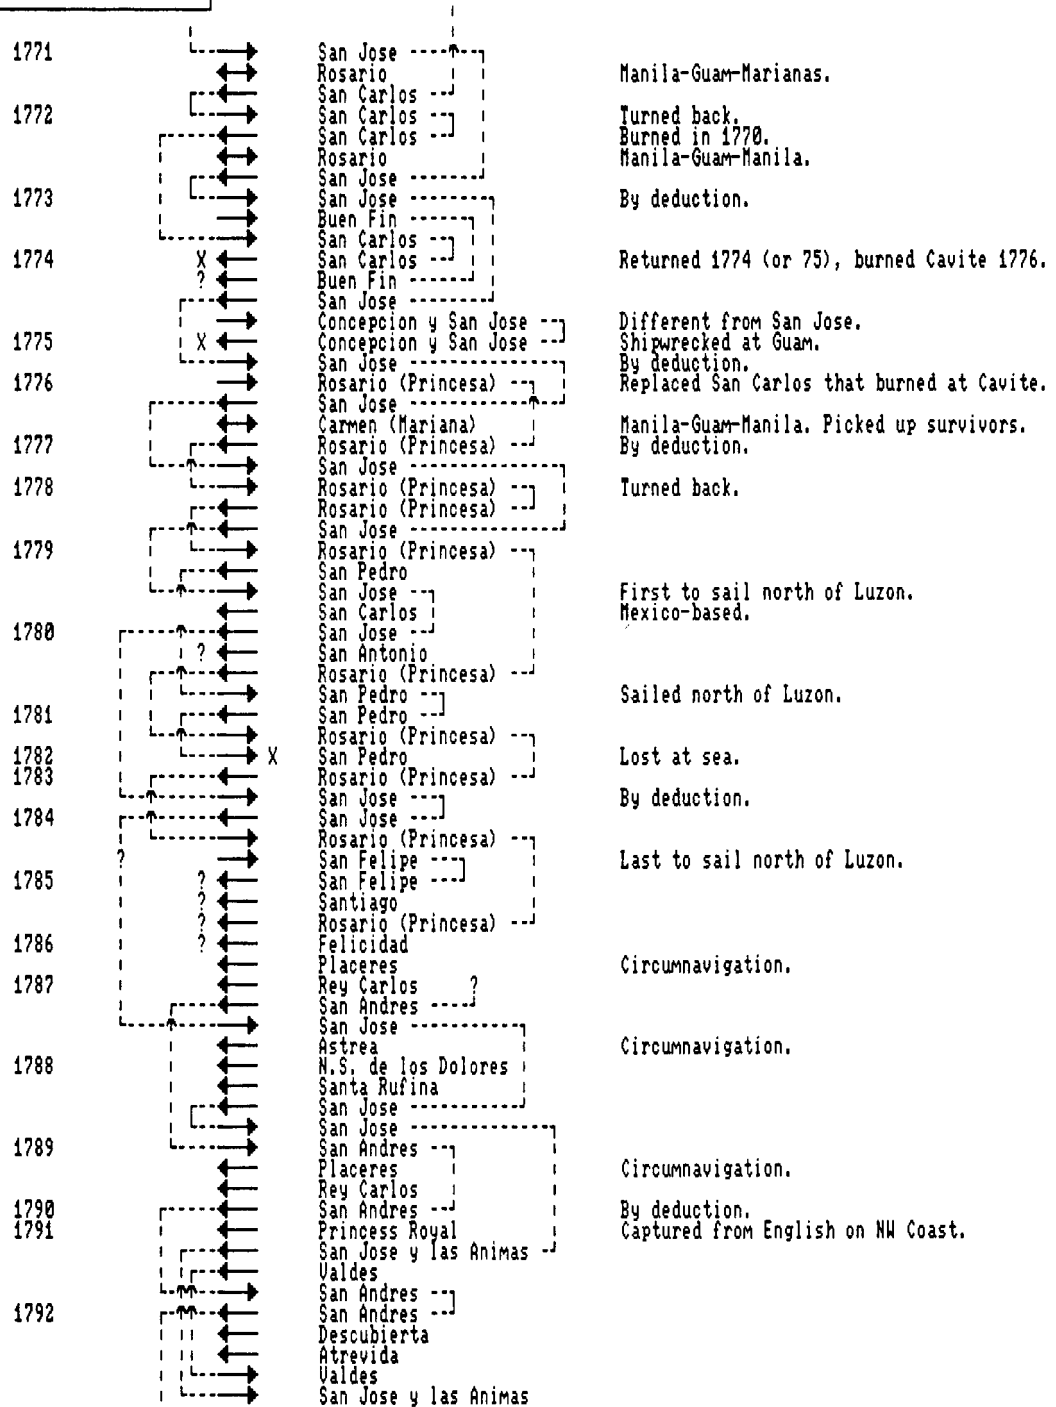 1771 San Jose
Rosario Manila-Guam-Marianas.
San Carlos
1772 San Carlos Turned back.
San Carlos Burned in 1770.
Rosario Manila-Guam-Manila.
San Jose
1773 San Jose By deduction.
Buen Fin
San Carlos
1774 X San Carlos Returned 1774 (or 75), burned Cavite 1776.
? Buen Fin
San Jose
Concepcion y San Jose Different from San Jose.
1775 X Concepcion y San Jose Shipwrecked at Guam.
San Jose By deduction.
1776 Rosario (Princesa) Replaced San Carlos that burned at Cavite.
San Jose
Carmen (Mariana) Manila-Guam-Manila. Picked up survivors.
1777 Rosario (Princesa) By deduction.
San Jose
1778 Rosario (Princesa) Turned back.
Rosario (Princesa)
San Jose
1779 Rosario (Princesa)
San Pedro
San Jose First to sail north of Luzon.
San Carlos Mexico-based.
1780 San Jose
? San Antonio
Rosario (Princesa)
San Pedro Sailed north of Luzon.
1781 San Pedro
Rosario (Princesa)
1782 X San Pedro Lost at sea.
1783 Rosario (Princesa)
San Jose By deduction.
1784 San Jose
Rosario (Princesa)
? San Felipe Last to sail north of Luzon.
1785 ? San Felipe
? Santiago
? Rosario (Princesa)
1786 ? Felicidad
Placeres Circumnavigation.
1787 Rey Carlos ?
San Andres
San Jose
Astrea Circumnavigation.
1788 N.S. de los Dolores
Santa Rufina
San Jose
San Jose
1789 San Andres
Placeres Circumnavigation.
Rey Carlos
1790 San Andres By deduction.
1791 Princess Royal Captured from English on NW Coast.
San Jose y las Animas
Valdes
San Andres
1792 San Andres
Descubierta
Atrevida
Valdes
San Jose y las Animas